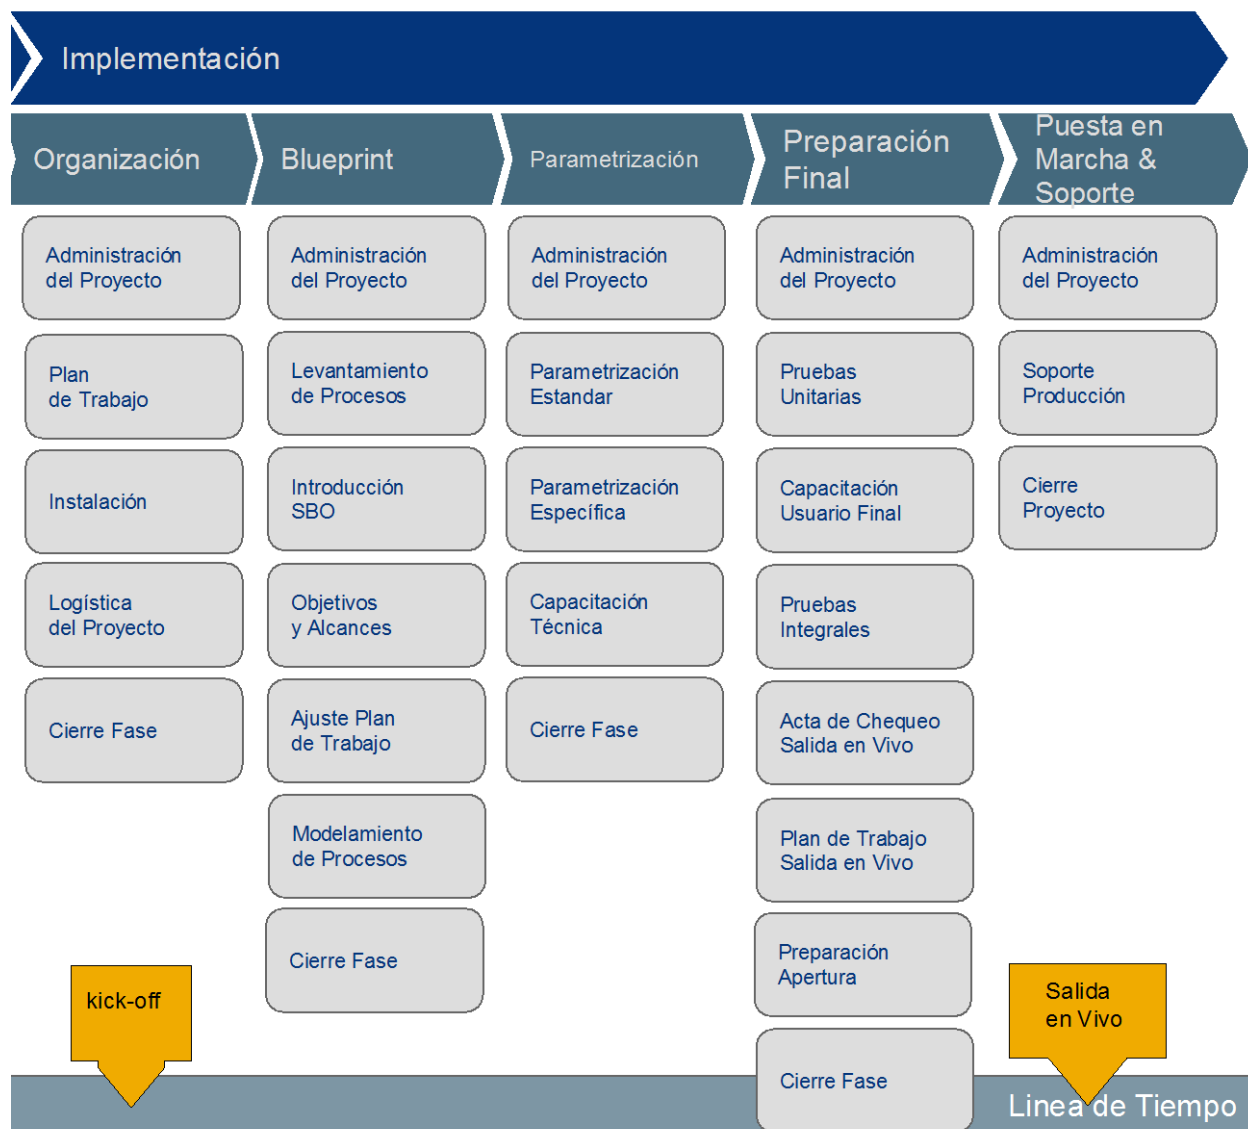 Implementación
Organización
Blueprint
Parametrización
Preparación
Final
Puesta en
Marcha &
Soporte
Administración
del Proyecto
Plan
de Trabajo
Instalación
Logística
del Proyecto
Cierre Fase
Administración
del Proyecto
Levantamiento
de Procesos
Introducción
SBO
Objetivos
y Alcances
Ajuste Plan
de Trabajo
Modelamiento
de Procesos
Cierre Fase
Administración
del Proyecto
Parametrización
Estandar
Parametrización
Específica
Capacitación
Técnica
Cierre Fase
Administración
del Proyecto
Pruebas
Unitarias
Capacitación
Usuario Final
Pruebas
Integrales
Acta de Chequeo
Salida en Vivo
Plan de Trabajo
Salida en Vivo
Preparación
Apertura
Cierre Fase
Administración
del Proyecto
Soporte
Producción
Cierre
Proyecto
kick-off
Salida
en Vivo
Linea de Tiempo